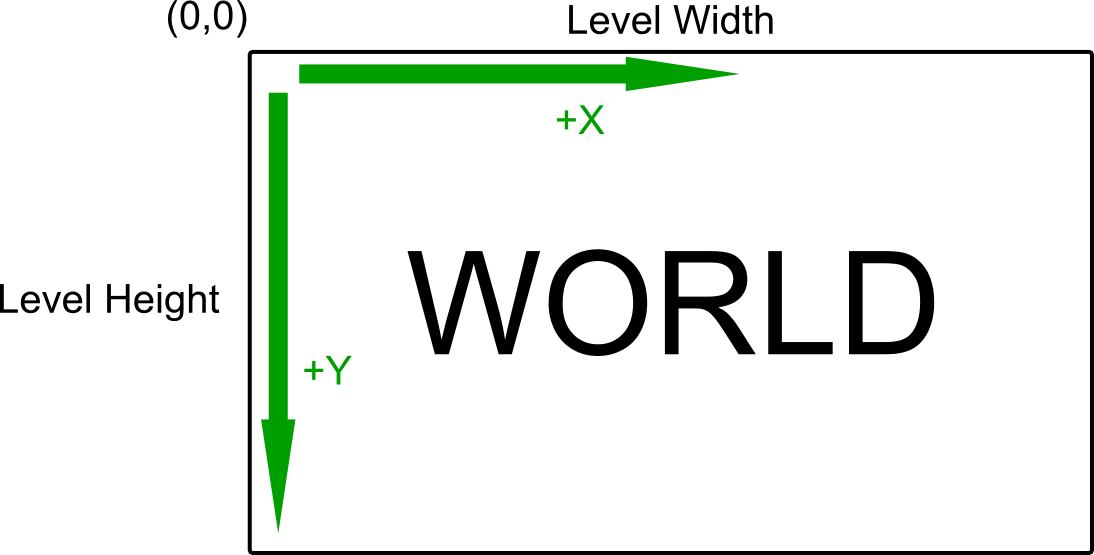 (0,0)
Level Width
+X
WORLD
Level Height
+Y